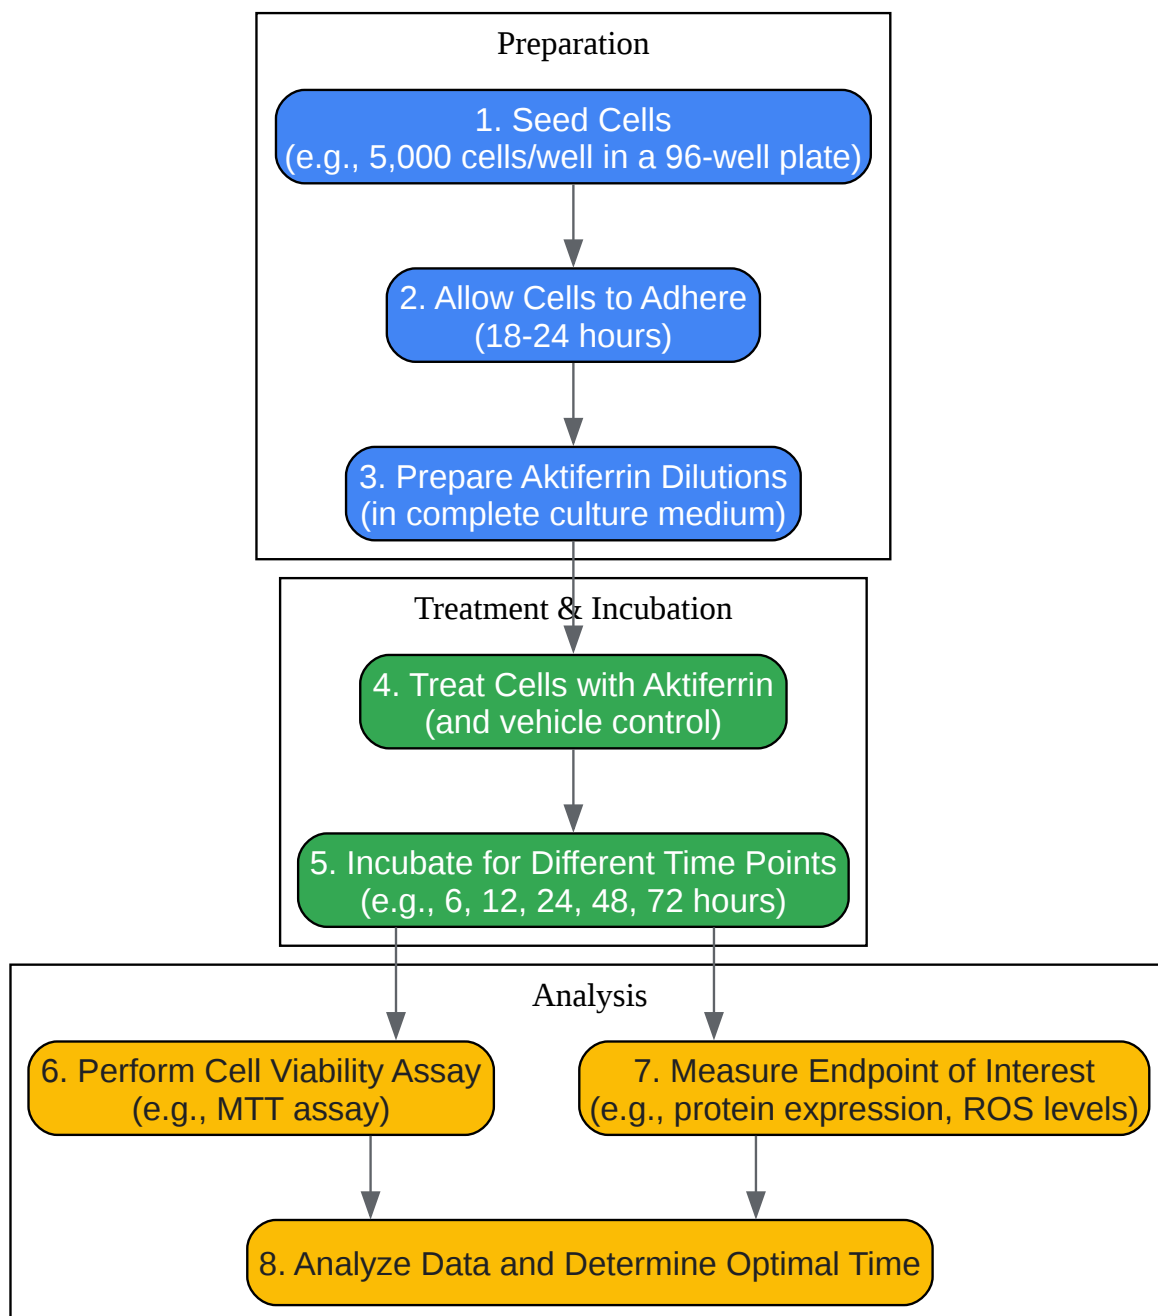 Preparation
1. Seed Cells
(e.g., 5,000 cells/well in a 96-well plate)
2. Allow Cells to Adhere
(18-24 hours)
3. Prepare Aktiferrin Dilutions
(in complete culture medium)
Treatment & Incubation
4. Treat Cells with Aktiferrin
(and vehicle control)
5. Incubate for Different Time Points
(e.g., 6, 12, 24, 48, 72 hours)
Analysis
6. Perform Cell Viability Assay
(e.g., MTT assay)
7. Measure Endpoint of Interest
(e.g., protein expression, ROS levels)
8. Analyze Data and Determine Optimal Time